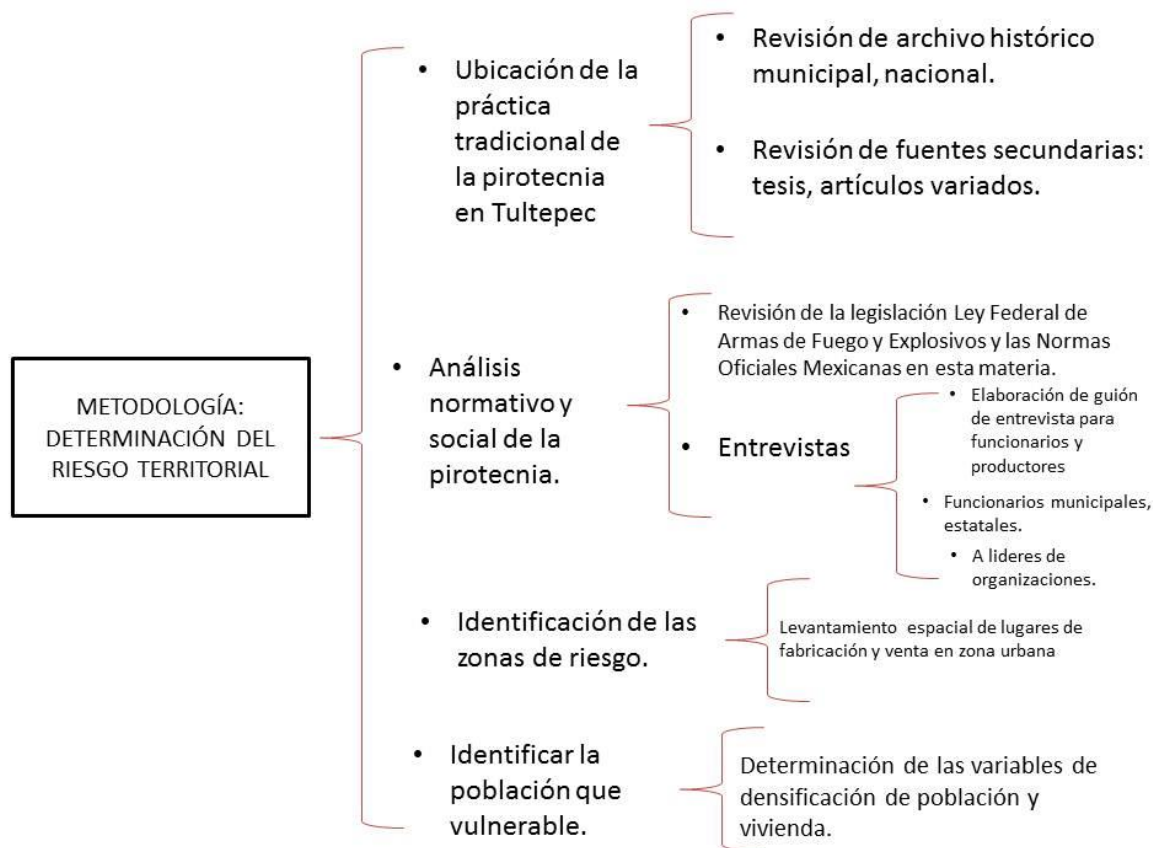 METODOLOGÍA:
DETERMINACIÓN DEL
RIESGO TERRITORIAL
• Ubicación de la
práctica
tradicional de
la pirotecnia
en Tultepec
• Revisión de archivo histórico
municipal, nacional.
• Revisión de fuentes secundarias:
tesis, artículos variados.
• Análisis
normativo y
social de la
pirotecnia.
• Revisión de la legislación Ley Federal de
Armas de Fuego y Explosivos y las Normas
Oficiales Mexicanas en esta materia.
• Entrevistas
• Elaboración de guión
de entrevista para
funcionarios y
productores
• Funcionarios municipales,
estatales.
• A lideres de
organizaciones.
• Identificación de las
zonas de riesgo.
Levantamiento espacial de lugares de
fabricación y venta en zona urbana
• Identificar la
población que
vulnerable.
Determinación de las variables de
densificación de población y
vivienda.